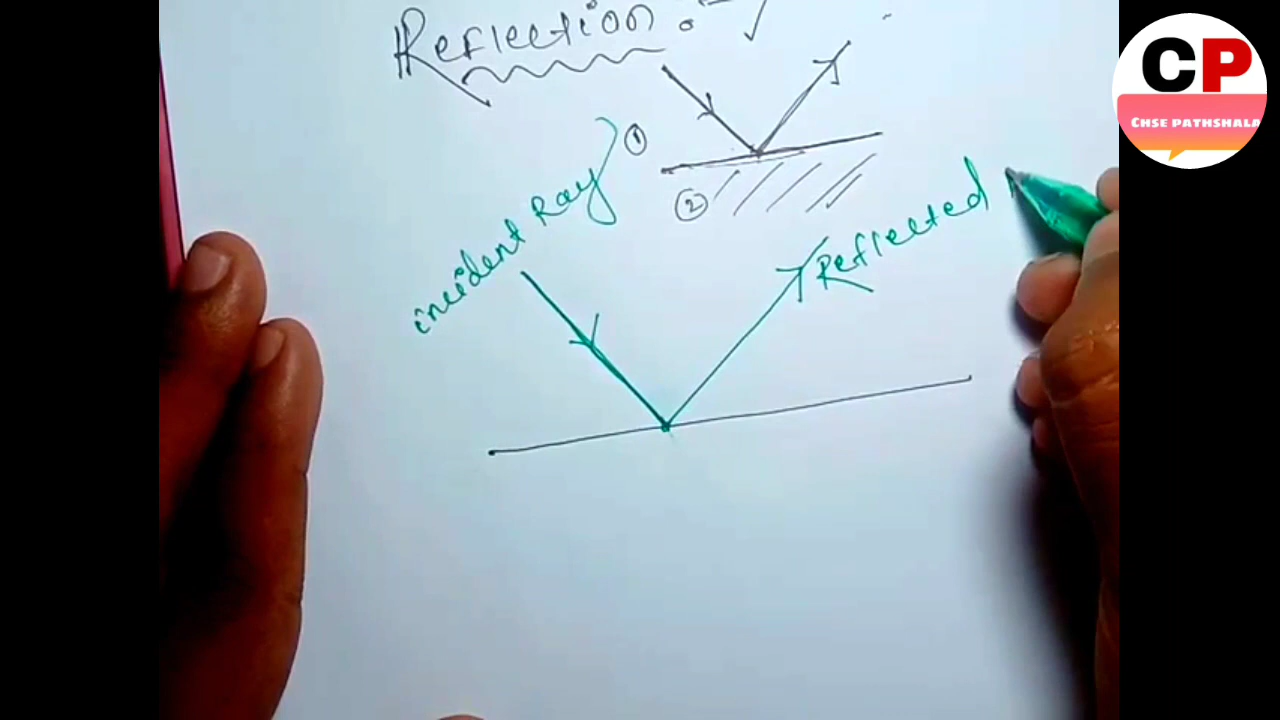 Reflection :-
①
②
incident Ray
Reflected
CP
CHSE PATHSHALA